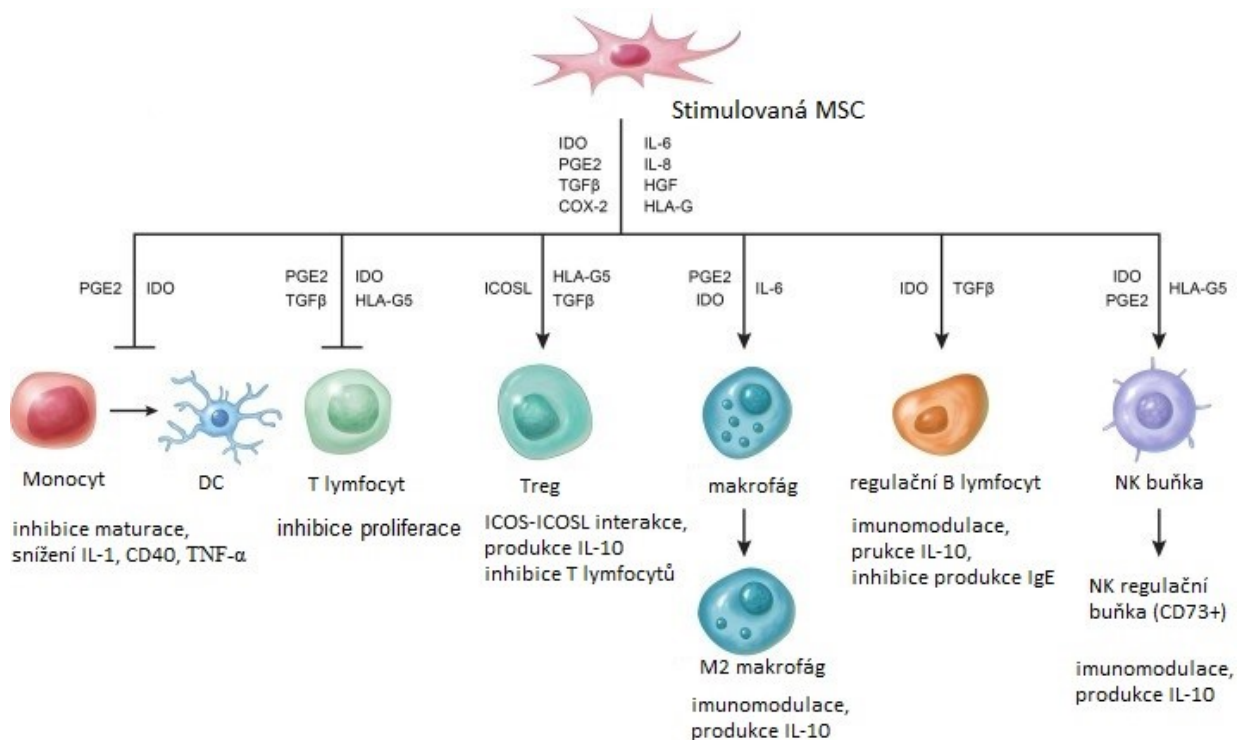 Stimulovaná MSC
IDO
PGE2
TGFβ
COX-2
IL-6
IL-8
HGF
HLA-G
PGE2
IDO
PGE2
TGFβ
IDO
HLA-G5
ICOSL
HLA-G5
TGFβ
PGE2
IDO
IL-6
IDO
TGFβ
IDO
PGE2
HLA-G5
Monocyt
DC
inhibice maturace,
snížení IL-1, CD40, TNF-α
T lymfocyt
inhibice proliferace
Treg
ICOS-ICOSL interakce,
produkce IL-10
inhibice T lymfocytů
makrofág
M2 makrofág
imunomodulace,
produkce IL-10
regulační B lymfocyt
imunomodulace,
prukce IL-10,
inhibice produkce IgE
NK buňka
NK regulační
buňka (CD73+)
imunomodulace,
produkce IL-10